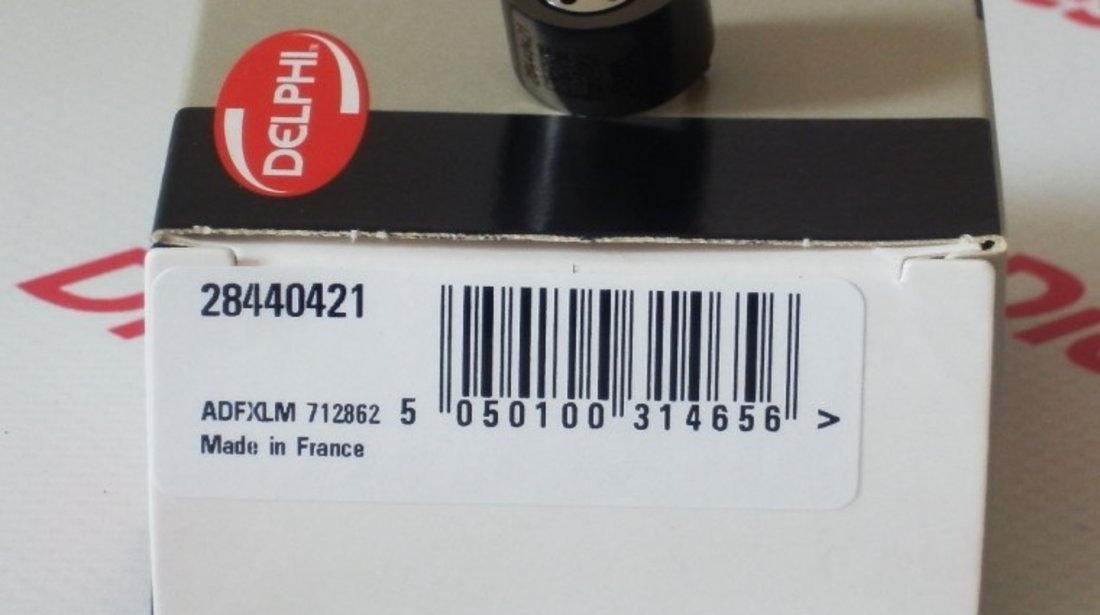 DELPHI
28440421
ADFXLM 712862
Made in France
5 050100 314656 >